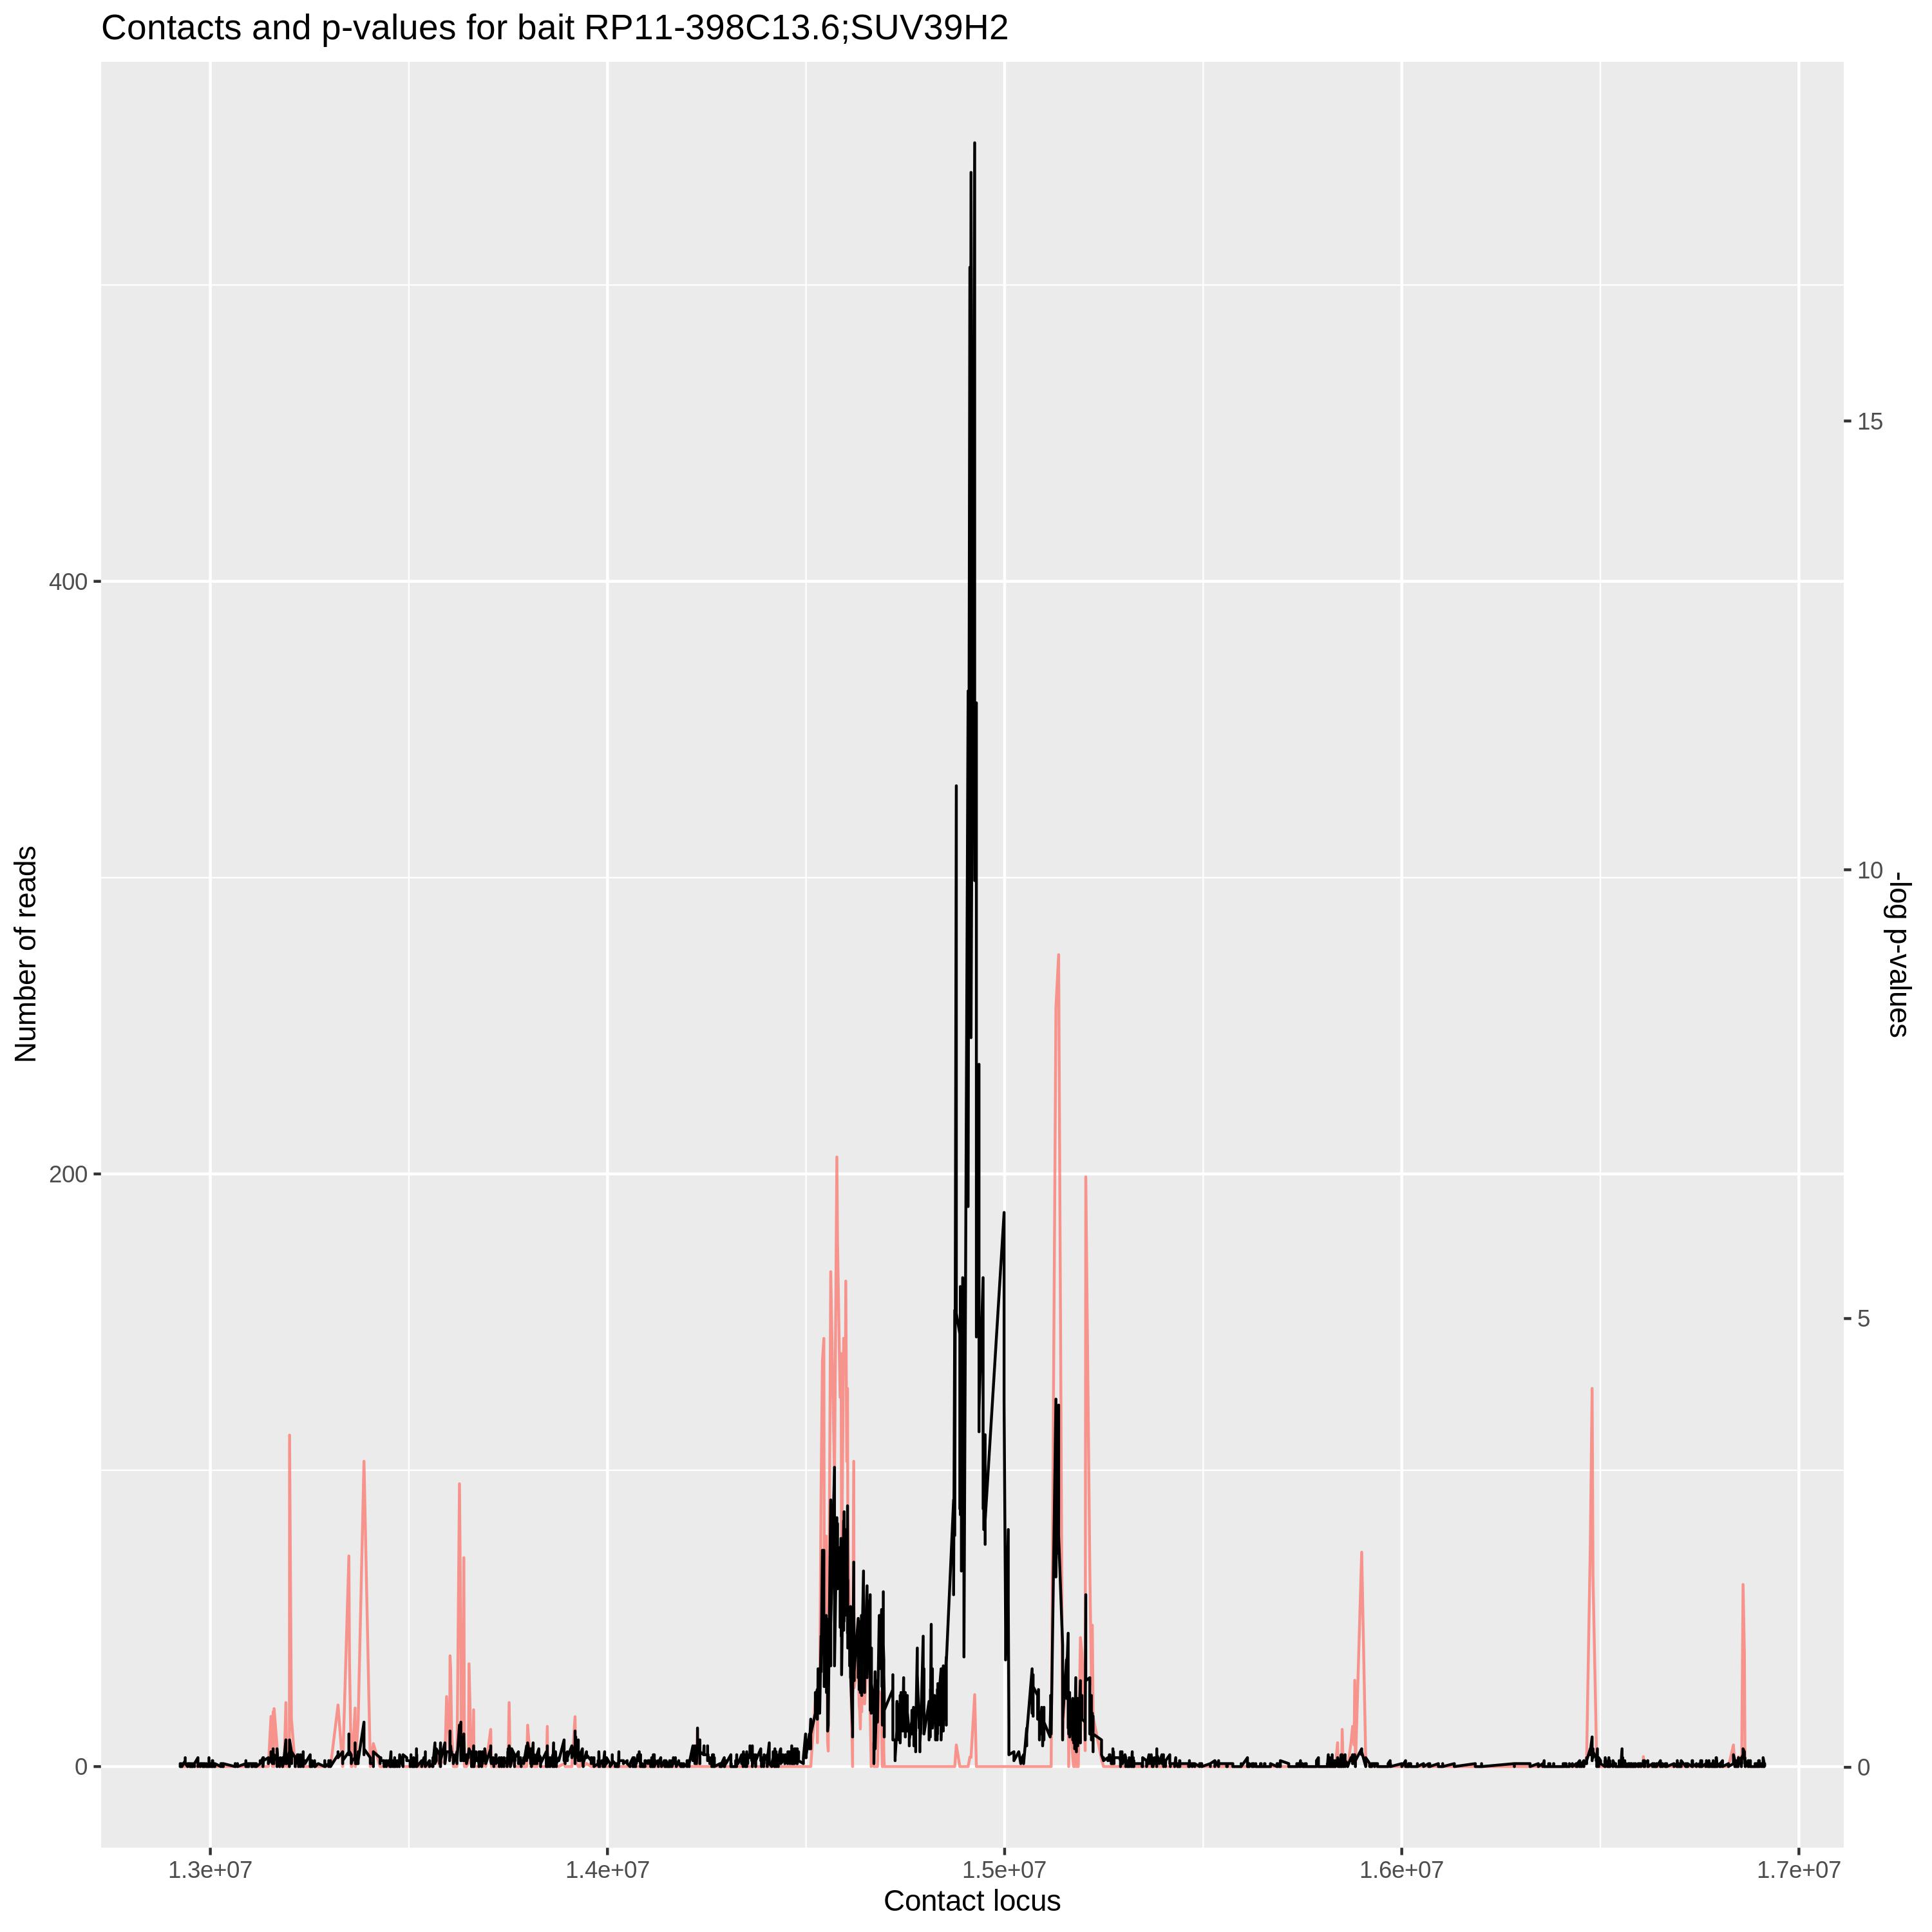 Contacts and p-values for bait RP11-398C13.6;SUV39H2
Number of reads
400
200
0
15
10
5
0
-log p-values
1.3e+07
1.4e+07
1.5e+07
1.6e+07
1.7e+07
Contact locus